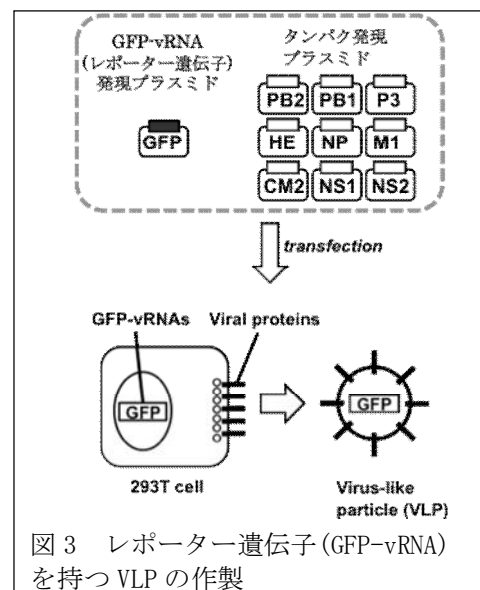 GFP-vRNA
(レポーター遺伝子)
発現プラスミド
GFP
タンパク発現
プラスミド
PB2 PB1 P3
HE NP M1
CM2 NS1 NS2
transfection
GFP-vRNAs Viral proteins
GFP
293T cell
GFP
Virus-like
particle (VLP)
図 3 レポーター遺伝子(GFP-vRNA)
を持つ VLP の作製